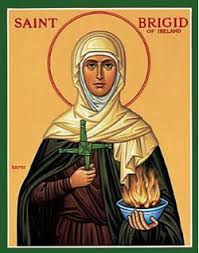 SAINT BRIGID
OF IRELAND